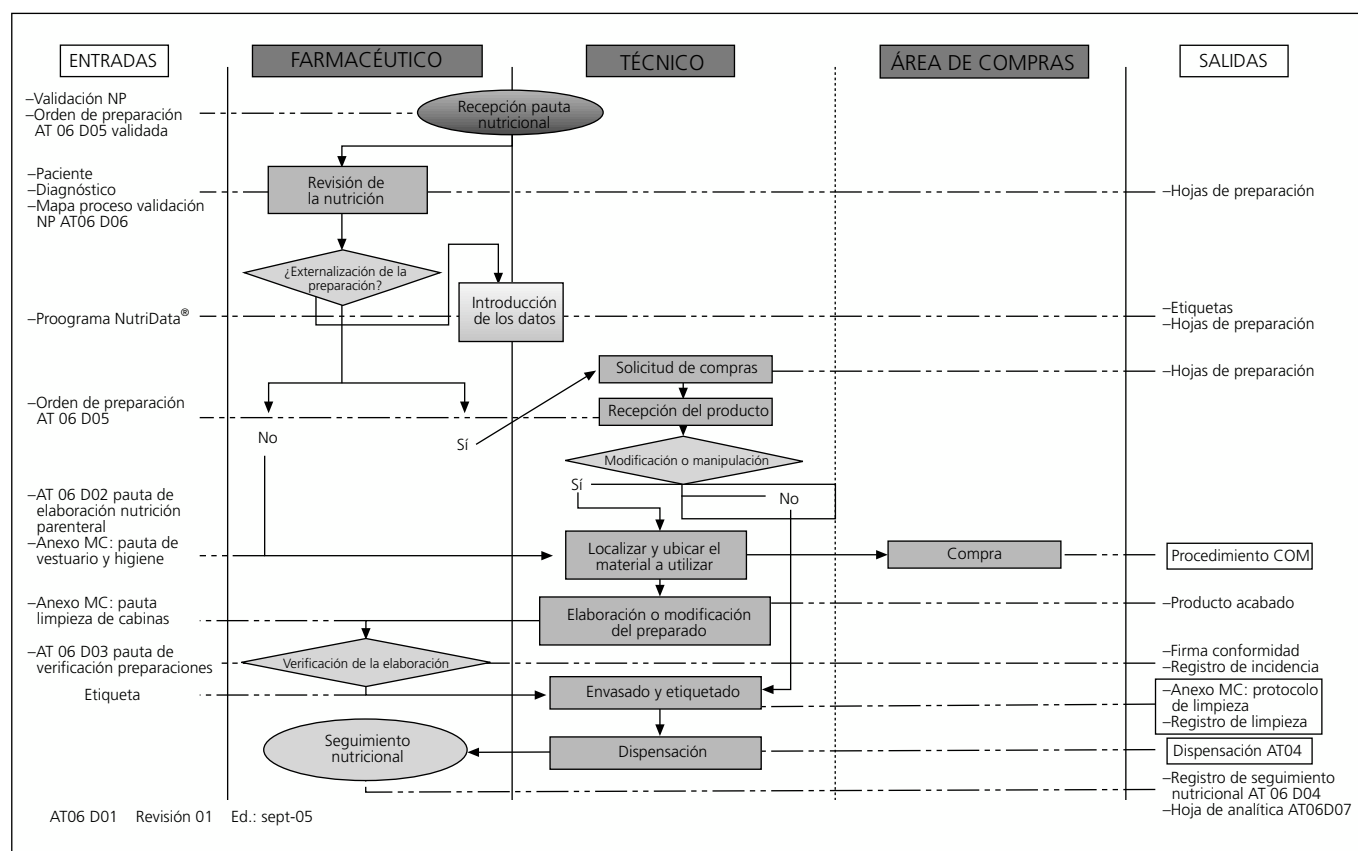 ENTRADAS
FARMACÉUTICO
TÉCNICO
ÁREA DE COMPRAS
SALIDAS
–Validación NP
–Orden de preparación
AT 06 D05 validada
Recepción pauta
nutricional
–Paciente
–Diagnóstico
–Mapa proceso validación
NP AT06 D06
Revisión de
la nutrición
–Hojas de preparación
¿Externalización de la
preparación?
–Proograma NutriData®
Introducción
de los datos
–Etiquetas
–Hojas de preparación
Solicitud de compras
–Hojas de preparación
–Orden de preparación
AT 06 D05
Recepción del producto
No
Sí
Modificación o manipulación
Sí
No
–AT 06 D02 pauta de
elaboración nutrición
parenteral
–Anexo MC: pauta de
vestuario y higiene
Localizar y ubicar el
material a utilizar
Compra
Procedimiento COM
–Anexo MC: pauta
limpieza de cabinas
Elaboración o modificación
del preparado
–Producto acabado
–AT 06 D03 pauta de
verificación preparaciones
Verificación de la elaboración
–Firma conformidad
–Registro de incidencia
Etiqueta
Envasado y etiquetado
–Anexo MC: protocolo
de limpieza
–Registro de limpieza
Seguimiento
nutricional
Dispensación
Dispensación AT04
–Registro de seguimiento
nutricional AT 06 D04
–Hoja de analítica AT06D07
AT06 D01 Revisión 01 Ed.: sept-05